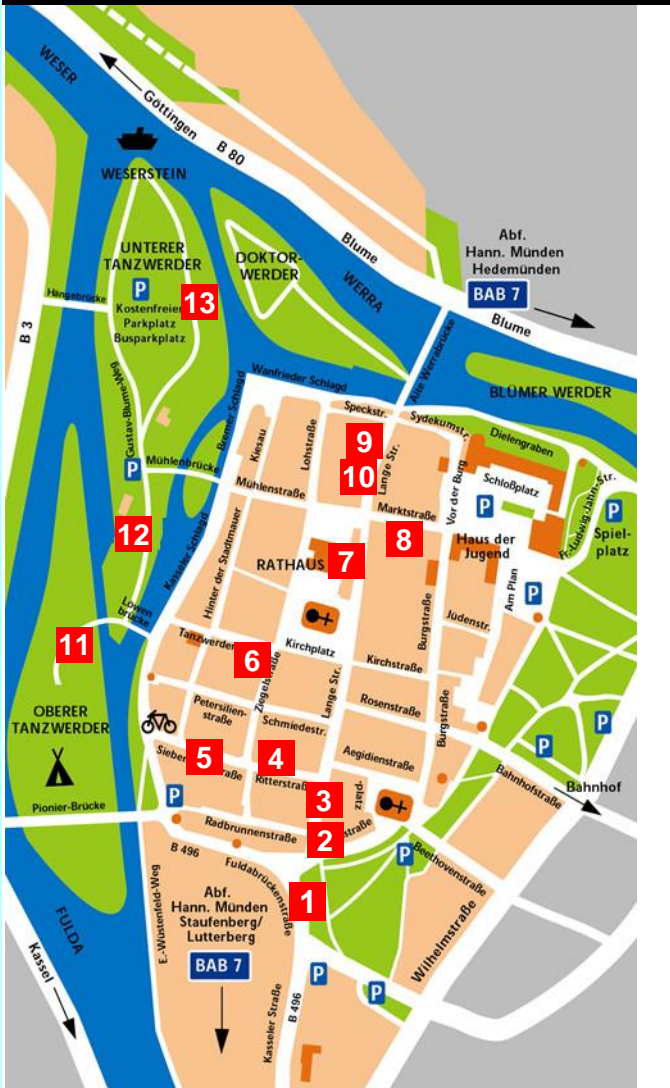 WESER
Göttingen
B 80
WESERSTEIN
UNTERER
TANZWERDER
DOKTOR-
WERDER
Blume
WERRA
Abf.
Hann. Münden
Hedemünden
BAB 7
Blume
P
13
Kostenfreier
Parkplatz
Busparkplatz
Hängebrücke
B 3
Alte Werrabrücke
BLÜMER WERDER
Wanfrieder Schlagd
Bremer Schlagd
Gustav-Blume-Weg
Speckstr.
Sydekumstr.
Dielengraben
Kiesau
Lohstraße
9
Lange Str.
10
Vor der Burg
Schloßplatz
P
Fr.-Ludwig-Jahn-Str.
P
Spiel-
platz
Mühlenbrücke
P
Mühlenstraße
Marktstraße
8
12
Kasseler Schlagd
Hinter der Stadtmauer
RATHAUS
7
Haus der
Jugend
Am Plan
P
Löwen
brücke
11
Tanzwerder
6
Kirchplatz
Kirchstraße
Burgstraße
Jüdenstr.
Ziegelstraße
Lange Str.
Rosenstraße
Burgstraße
P
OBERER
TANZWERDER
Petersilien-
straße
Schmiedestr.
Aegidienstraße
P
5
4
Siebe
raße
Ritterstraß
3
platz
Bahnhofstraße
Bahnhof
Pionier-Brücke
P
Radbrunnenstraße
2
straße
B 496
Fuldabrückenstraße
P
Beethovenstraße
1
E.-Wüstenfeld-Weg
Abf.
Hann. Münden
Staufenberg/
Lutterberg
BAB 7
Wilhelmstraße
FULDA
Kassel
P
P
Kasseler Straße
B 496